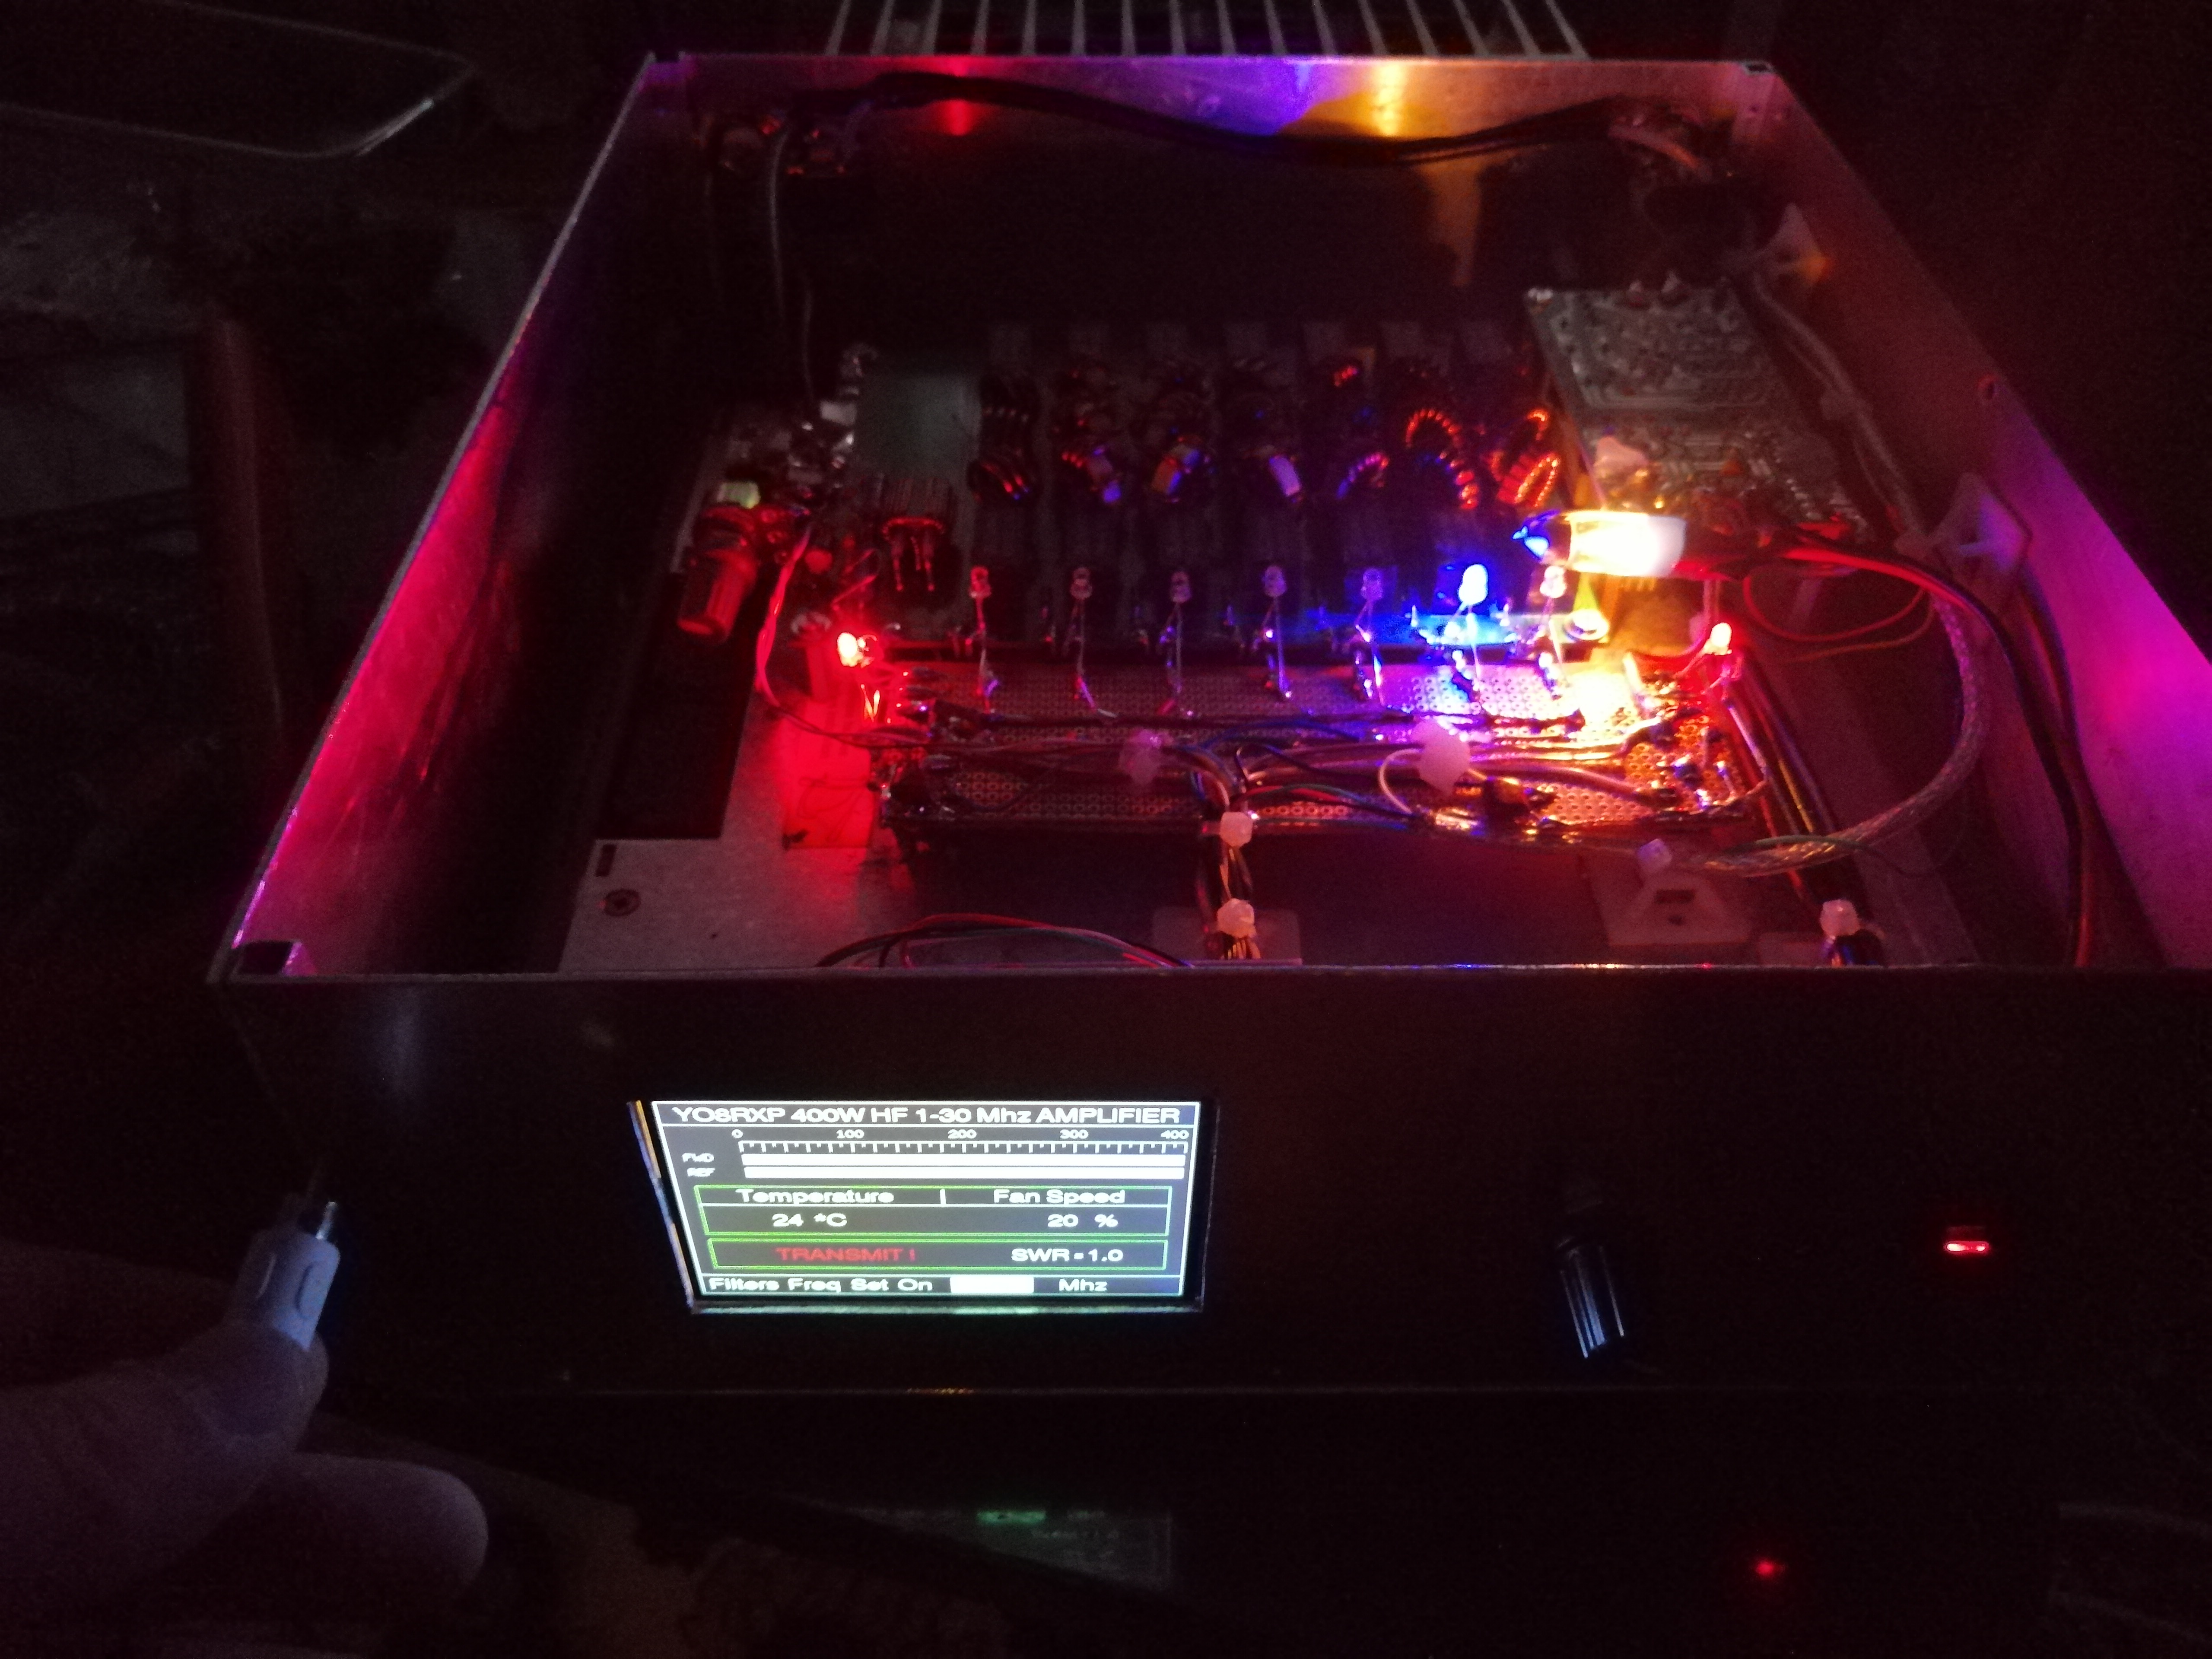 YO8RXP 400W HF 1-30 Mhz AMPLIFIER
0 100 200 300 400
FWD
REF
Temperature | Fan Speed
24 *C 20 %
TRANSMIT ! SWR=1.0
Filters Freq Set On Mhz